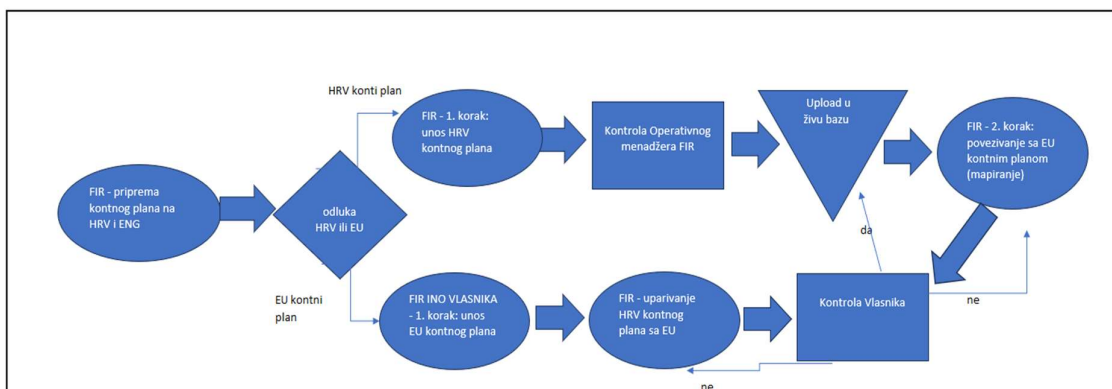 HRV konti plan
FIR - 1. korak:
unos HRV
kontnog plana
Kontrola Operativnog
menadžera FIR
Upload u
živu bazu
FIR - 2. korak:
povezivanje sa EU
kontnim planom
(mapiranje)
FIR - priprema
kontnog plana na
HRV i ENG
odluka
HRV ili EU
da
EU kontni
plan
FIR INO VLASNIKA
- 1. korak: unos
EU kontnog plana
FIR - uparivanje
HRV kontnog
plana sa EU
Kontrola Vlasnika
ne
ne